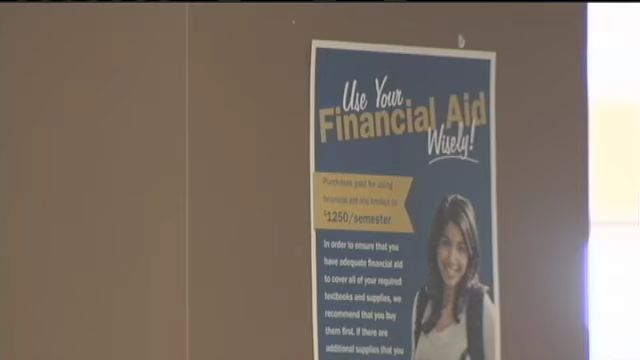 Use Your
Financial Aid
Wisely!
Purchases paid for using
financial aid are limited to
$1250/semester
In order to ensure that you
have adequate financial aid
to cover all of your required
textbooks and supplies, we
recommend that you buy
them first. If there are
additional supplies that you